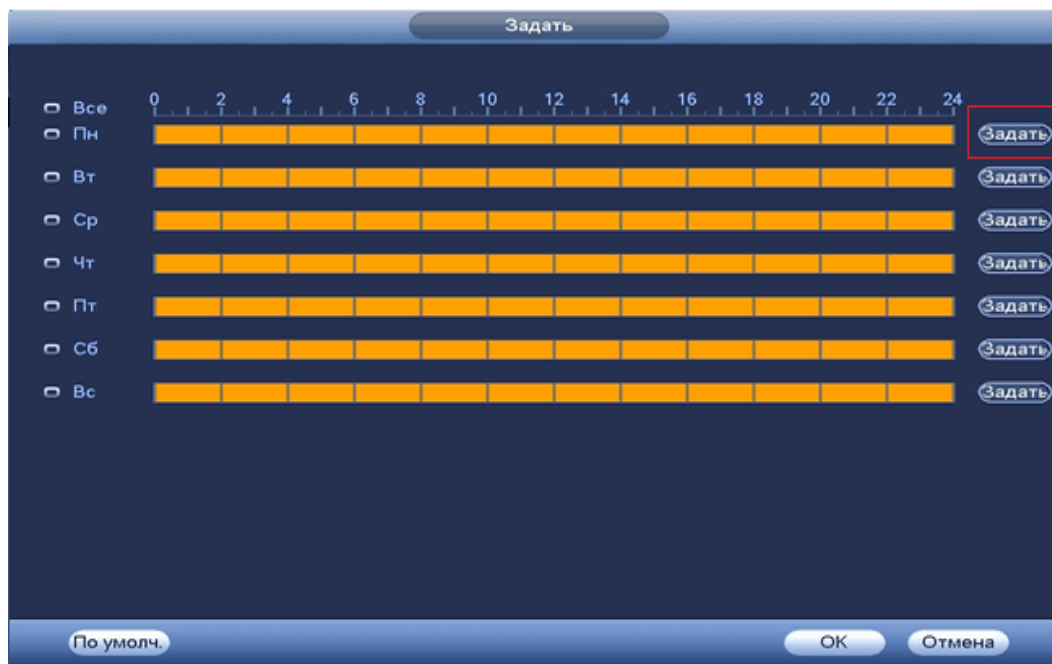 Задать
Все 0 2 4 6 8 10 12 14 16 18 20 22 24
Пн Задать
Вт Задать
Ср Задать
Чт Задать
Пт Задать
Сб Задать
Вс Задать
По умолч. OK Отмена